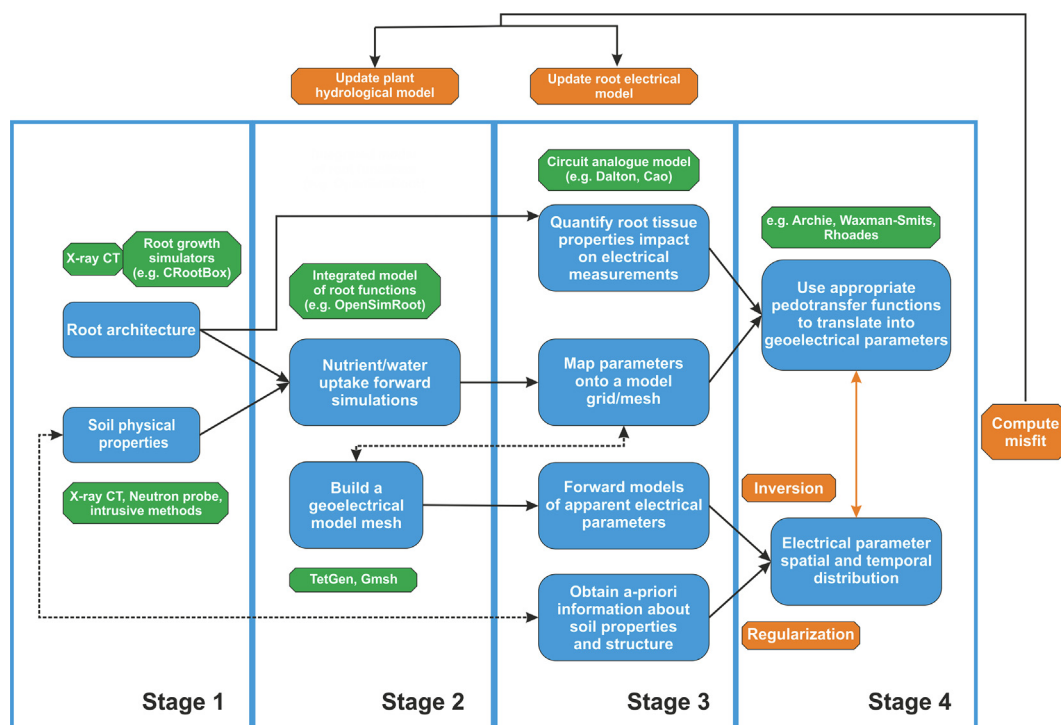 Update plant
hydrological model
Update root electrical
model
X-ray CT
Root growth
simulators
(e.g. CRootBox)
Root architecture
Soil physical
properties
X-ray CT, Neutron probe,
intrusive methods
Stage 1
Integrated model
of root functions
(e.g. OpenSimRoot)
Nutrient/water
uptake forward
simulations
Build a
geoelectrical
model mesh
TetGen, Gmsh
Stage 2
Circuit analogue model
(e.g. Dalton, Cao)
Quantify root tissue
properties impact
on electrical
measurements
Map parameters
onto a model
grid/mesh
Forward models
of apparent electrical
parameters
Obtain a-priori
information about
soil properties
and structure
Stage 3
e.g. Archie, Waxman-Smits,
Rhoades
Use appropriate
pedotransfer functions
to translate into
geoelectrical parameters
Inversion
Electrical parameter
spatial and temporal
distribution
Regularization
Stage 4
Compute
misfit